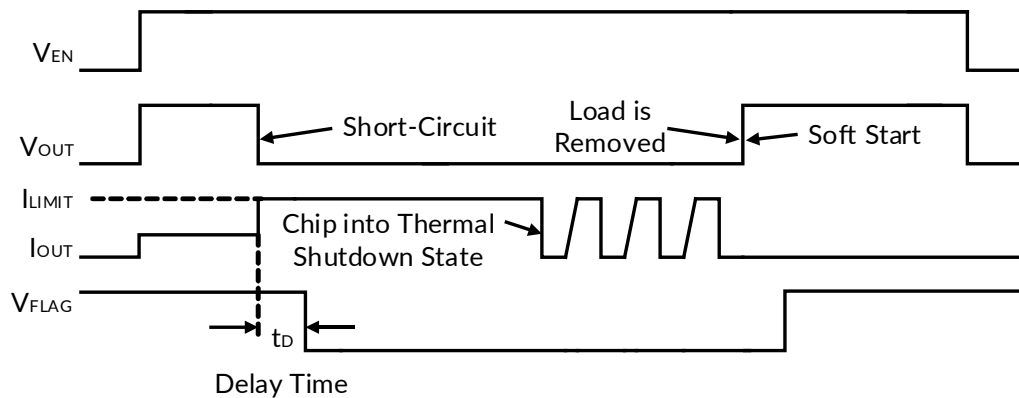 VEN
VOUT
Short-Circuit
Load is
Removed
Soft Start
ILIMIT
IOUT
Chip into Thermal
Shutdown State
VFLAG
tD
Delay Time